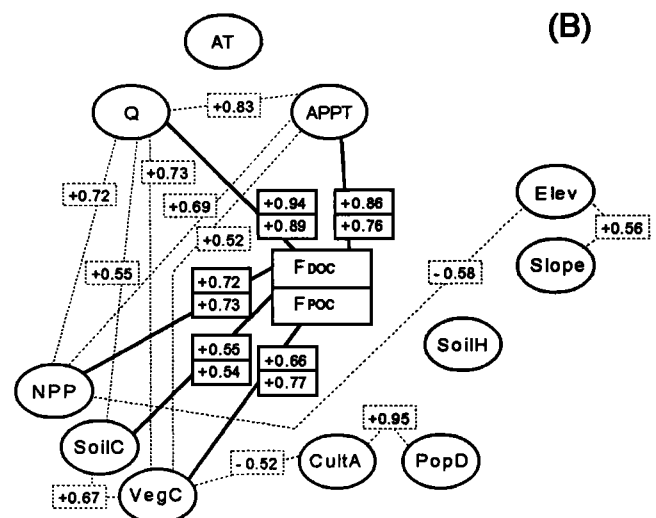 (B)
AT
Q
+0.83
APPT
+0.72
+0.73
+0.69
+0.94
+0.89
+0.86
+0.76
Elev
+0.56
Slope
+0.52
+0.55
FDOC
FPOC
- 0.58
+0.72
+0.73
+0.55
+0.54
+0.66
+0.77
SoilH
NPP
SoilC
+0.67
VegC
- 0.52
CultA
+0.95
PopD